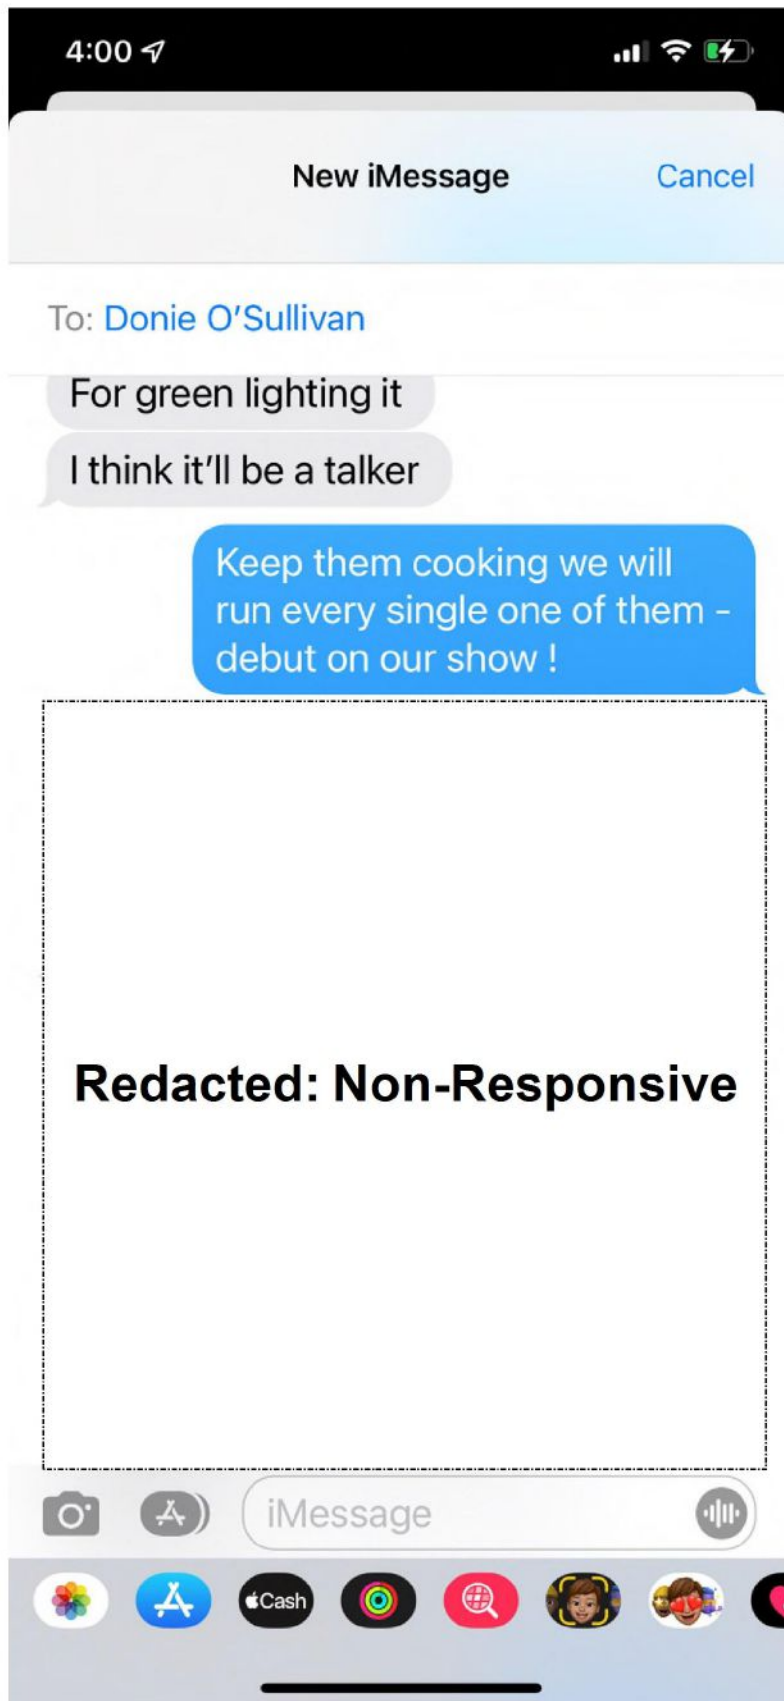 4:00
New iMessage
Cancel
To: Donie O'Sullivan
For green lighting it
I think it'll be a talker
Keep them cooking we will
run every single one of them -
debut on our show !
Redacted: Non-Responsive
iMessage
Cash